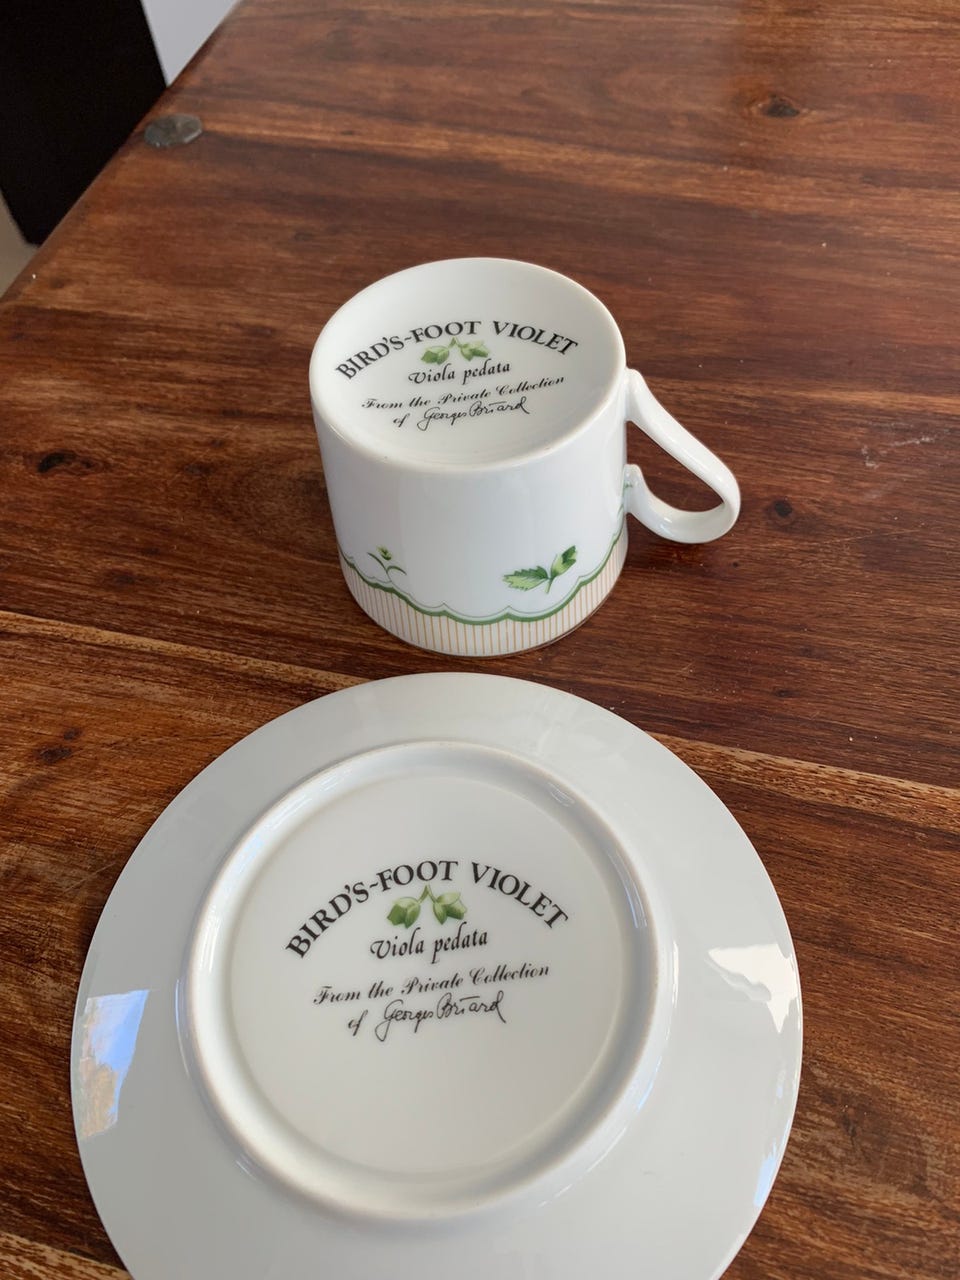 BIRD'S-FOOT VIOLET
Viola pedata
From the Private Collection
of Georges Briard
BIRD'S-FOOT VIOLET
Viola pedata
From the Private Collection
of Georges Briard